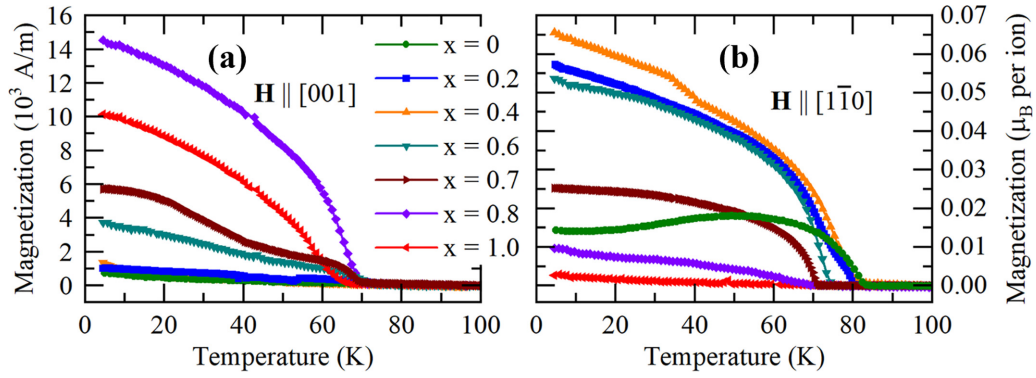 16
14
12
10
8
6
4
2
0
Magnetization (10³ A/m)
(a)
H || [001]
x = 0
x = 0.2
x = 0.4
x = 0.6
x = 0.7
x = 0.8
x = 1.0
0 20 40 60 80 100
Temperature (K)
(b)
H || [11̅0]
0 20 40 60 80 100
Temperature (K)
0.07
0.06
0.05
0.04
0.03
0.02
0.01
0.00
Magnetization (μB per ion)